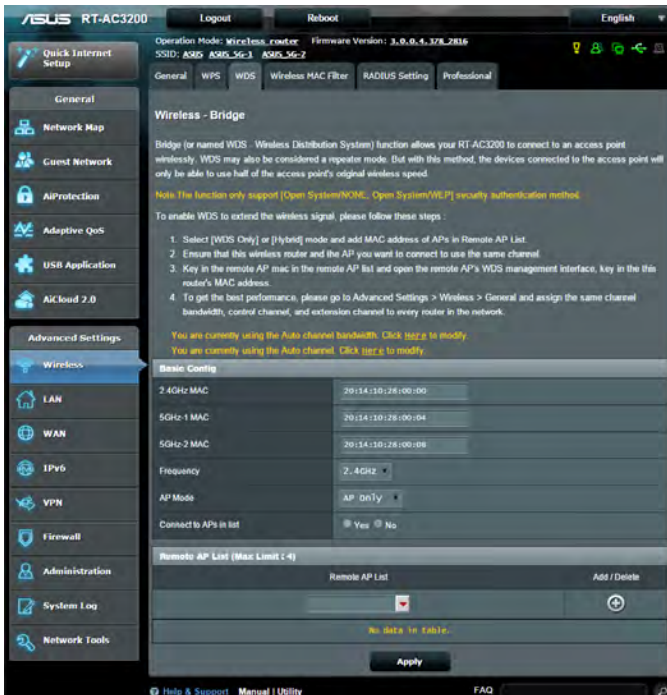 ASUS RT-AC3200
Logout
Reboot
English
Quick Internet Setup
Operation Mode: Wireless router Firmware Version: 3.0.0.4.378_2816
SSID: ASUS ASUS_5G-1 ASUS_5G-2
General
WPS
WDS
Wireless MAC Filter
RADIUS Setting
Professional
General
Network Map
Guest Network
AiProtection
Adaptive QoS
USB Application
AiCloud 2.0
Advanced Settings
Wireless
LAN
WAN
IPv6
VPN
Firewall
Administration
System Log
Network Tools
Wireless - Bridge
Bridge (or named WDS - Wireless Distribution System) function allows your RT-AC3200 to connect to an access point
wirelessly. WDS may also be considered a repeater mode. But with this method, the devices connected to the access point will
only be able to use half of the access point's original wireless speed.
Note:The function only support [Open System/NONE, Open System/WEP] security authentication method.
To enable WDS to extend the wireless signal, please follow these steps :
1. Select [WDS Only] or [Hybrid] mode and add MAC address of APs in Remote AP List.
2. Ensure that this wireless router and the AP you want to connect to use the same channel.
3. Key in the remote AP mac in the remote AP list and open the remote AP's WDS management interface, key in the this
router's MAC address.
4. To get the best performance, please go to Advanced Settings > Wireless > General and assign the same channel
bandwidth, control channel, and extension channel to every router in the network.
You are currently using the Auto channel bandwidth. Click Here to modify.
You are currently using the Auto channel. Click Here to modify.
Basic Config
2.4GHz MAC 20:14:10:28:00:00
5GHz-1 MAC 20:14:10:28:00:04
5GHz-2 MAC 20:14:10:28:00:08
Frequency 2.4GHz
AP Mode AP Only
Connect to APs in list Yes No
Remote AP List (Max Limit : 4)
Remote AP List Add / Delete
No data in table.
Apply
Help & Support Manual | Utility FAQ